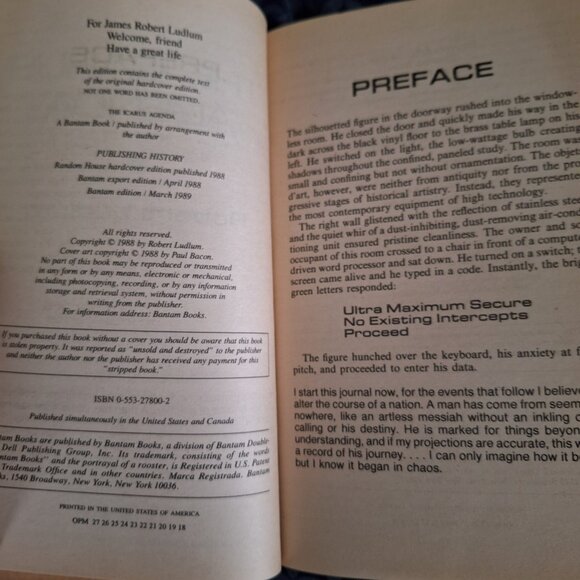 For James Robert Ludlum
Welcome, friend
Have a great life
This edition contains the complete text
of the original hardcover edition.
NOT ONE WORD HAS BEEN OMITTED.
THE ICARUS AGENDA
A Bantam Book / published by arrangement with
the author
PUBLISHING HISTORY
Random House hardcover edition published 1988
Bantam export edition / April 1988
Bantam edition / March 1989
All rights reserved.
Copyright © 1988 by Robert Ludlum.
Cover art copyright © 1988 by Paul Bacon.
No part of this book may be reproduced or transmitted
in any form or by any means, electronic or mechanical,
including photocopying, recording, or by any information
storage and retrieval system, without permission in
writing from the publisher.
For information address: Bantam Books.
If you purchased this book without a cover you should be aware that this book
is stolen property. It was reported as "unsold and destroyed" to the publisher
and neither the author nor the publisher has received any payment for this
"stripped book."
ISBN 0-553-27800-2
Published simultaneously in the United States and Canada
tam Books are published by Bantam Books, a division of Bantam Double-
Dell Publishing Group, Inc. Its trademark, consisting of the words
ntam Books" and the portrayal of a rooster, is Registered in U.S. Patent
Trademark Office and in other countries. Marca Registrada. Bantam
ks, 1540 Broadway, New York, New York 10036.
PRINTED IN THE UNITED STATES OF AMERICA
OPM 27 26 25 24 23 22 21 20 19 18
PREFACE
The silhouetted figure in the doorway rushed into the window-
less room. He closed the door and quickly made his way in the
dark across the black vinyl floor to the brass table lamp on his
left. He switched on the light, the low-wattage bulb creating
shadows throughout the confined, paneled study. The room was
small and confining but not without ornamentation. The objets
d'art, however, were neither from antiquity nor from the pro
gressive stages of historical artistry. Instead, they represente
the most contemporary equipment of high technology.
The right wall glistened with the reflection of stainless steel
and the quiet whir of a dust-inhibiting, dust-removing air-con
tioning unit ensured pristine cleanliness. The owner and so
occupant of this room crossed to a chair in front of a comput
driven word processor and sat down. He turned on a switch; t
screen came alive and he typed in a code. Instantly, the brig
green letters responded:
Ultra Maximum Secure
No Existing Intercepts
Proceed
The figure hunched over the keyboard, his anxiety at f
pitch, and proceeded to enter his data.
I start this journal now, for the events that follow I believe
alter the course of a nation. A man has come from seem
nowhere, like an artless messiah without an inkling o
calling or his destiny. He is marked for things beyon
understanding, and if my projections are accurate, this w
a record of his journey. . . . I can only imagine how it be
but I know it began in chaos.